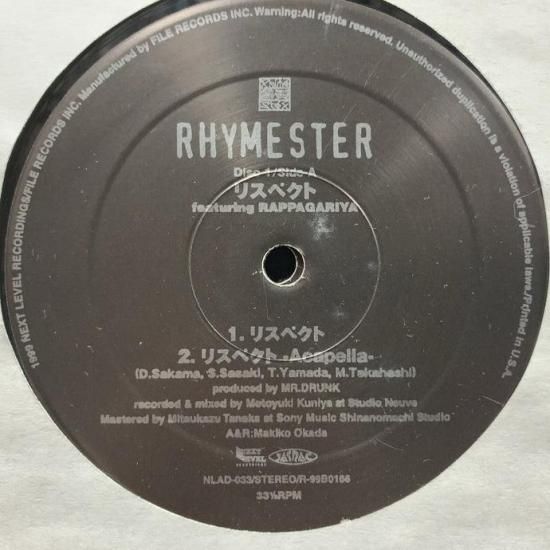 1999 NEXT LEVEL RECORDINGS/FILE RECORDS INC. Manufactured by FILE RECORDS INC. Warning: All rights reserved. Unauthorized duplication is a violation of applicable laws./Printed in U.S.A.
RHYMESTER
Disc-1/Side-A
リスペクト
featuring RAPPAGARIYA
1. リスペクト
2. リスペクト -Acapella-
(D.Sakama, S.Sasaki, T.Yamada, M.Takahashi)
produced by MR.DRUNK
recorded & mixed by Motoyuki Kuniya at Studio Neuve
Mastered by Mitsukazu Tanaka at Sony Music Shinanomachi Studio
A&R:Makiko Okada
NEXT LEVEL
JASRAC
NLAD-033/STEREO/R-99B0166
33⅓RPM